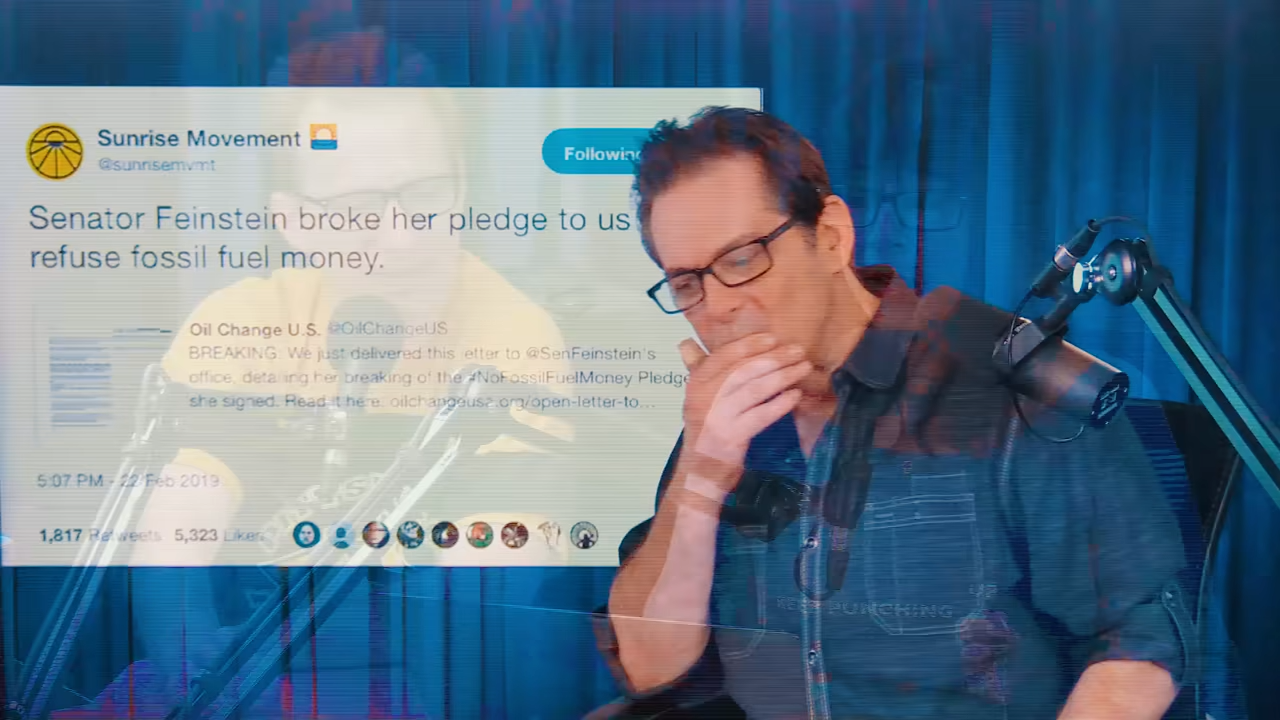 Sunrise Movement
@sunrisemvmt
Following
Senator Feinstein broke her pledge to us
refuse fossil fuel money.
Oil Change U.S. @OilChangeUS
BREAKING: We just delivered this letter to @SenFeinstein's
office, detailing her breaking of the #NoFossilFuelMoney Pledge
she signed. Read it here: oilchangeusa.org/open-letter-to…
5:07 PM - 22 Feb 2019
1,817 Retweets 5,323 Likes
KEEP PUNCHING UP